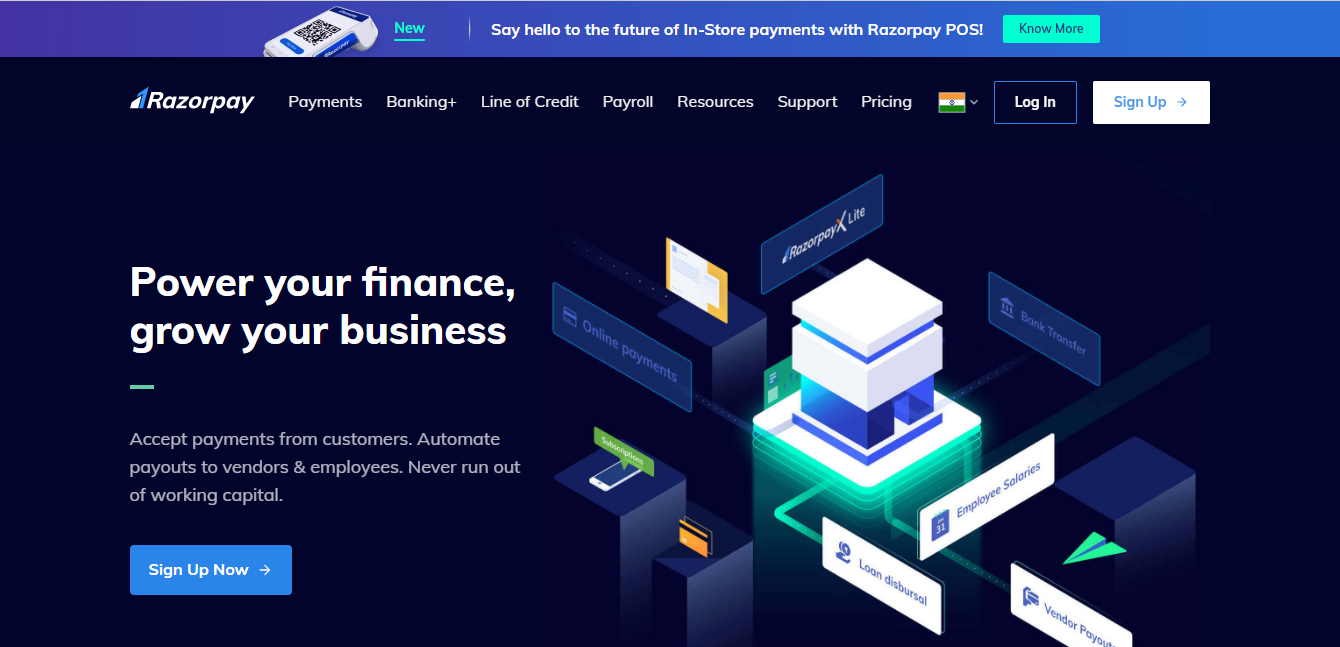 New
Say hello to the future of In-Store payments with Razorpay POS!
Know More
Razorpay
Payments
Banking+
Line of Credit
Payroll
Resources
Support
Pricing
Log In
Sign Up
Power your finance,
grow your business
Accept payments from customers. Automate
payouts to vendors & employees. Never run out
of working capital.
Sign Up Now
RazorpayX Lite
Online payments
Bank Transfer
Subscriptions
Employee Salaries
31
Loan disbursal
Vendor Payouts